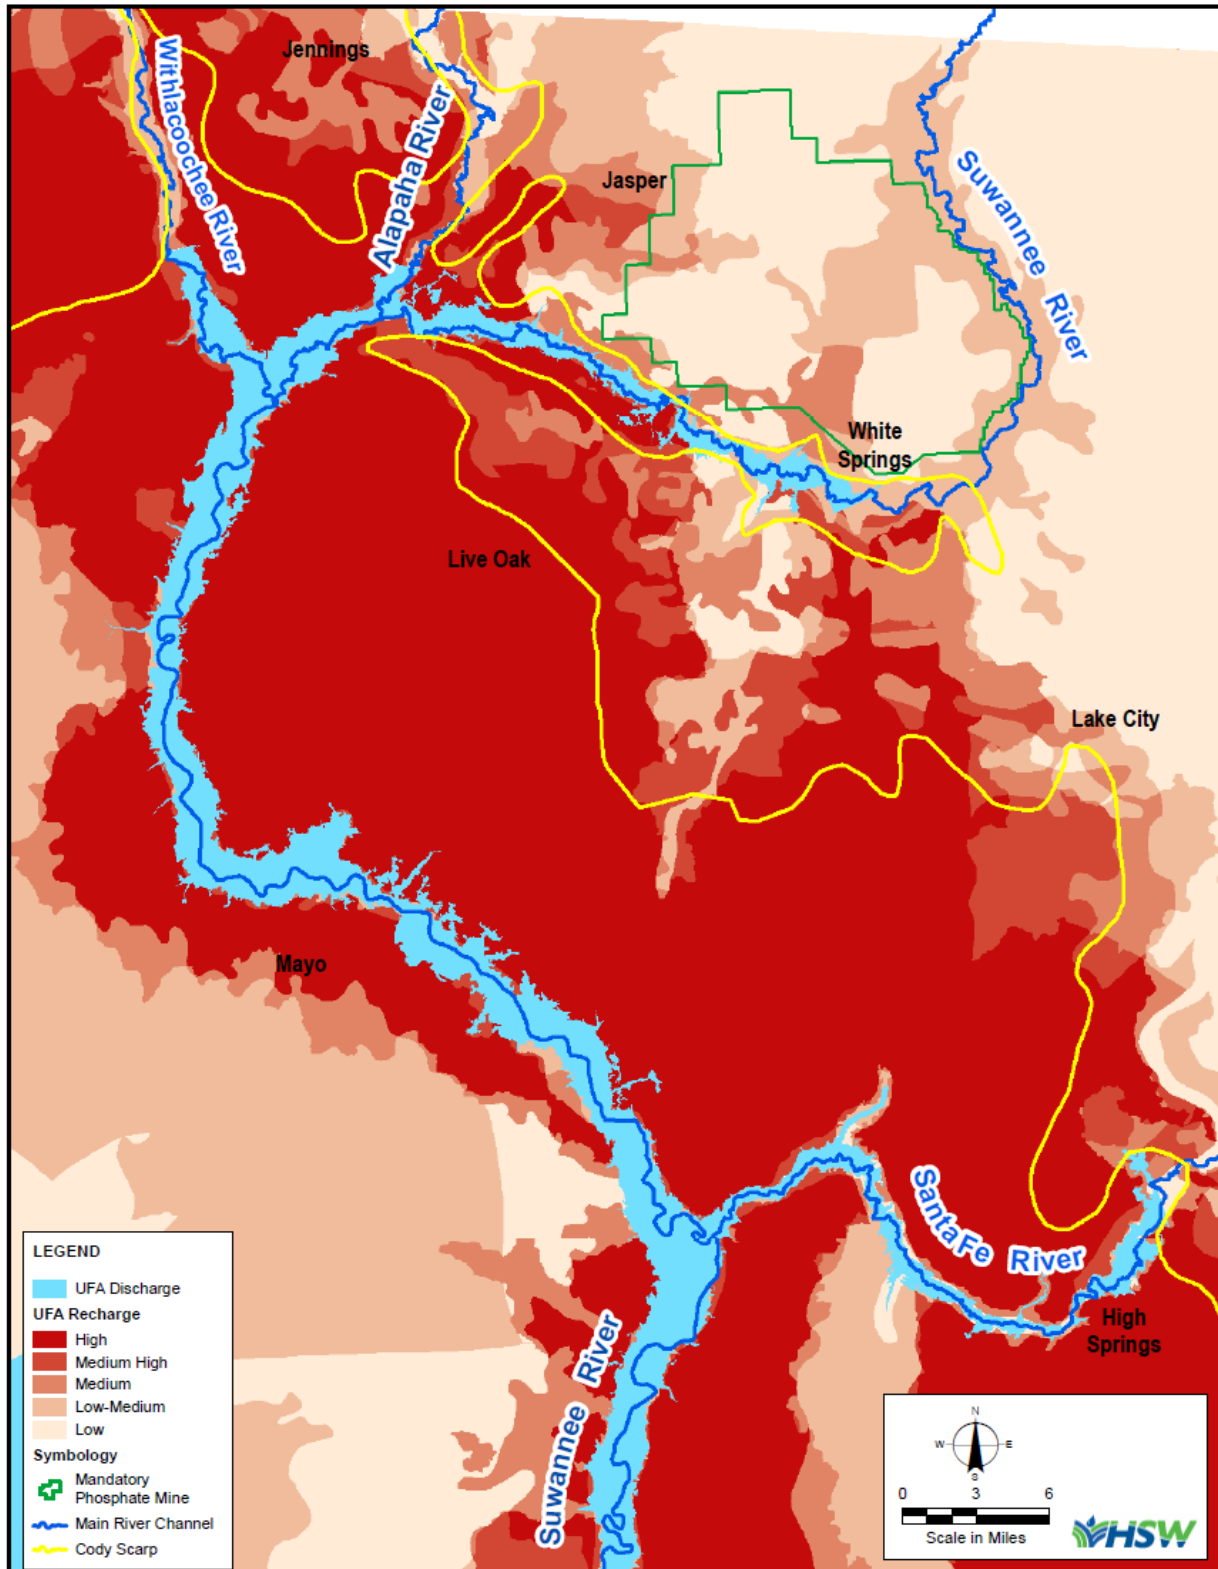 Jennings
Withlacoochee River
Alapaha River
Jasper
Suwannee River
White
Springs
Live Oak
Lake City
Mayo
SantaFe River
High
Springs
Suwannee River
LEGEND
UFA Discharge
UFA Recharge
High
Medium High
Medium
Low-Medium
Low
Symbology
Mandatory
Phosphate Mine
Main River Channel
Cody Scarp
N
W E
S
0 3 6
Scale in Miles
HSW